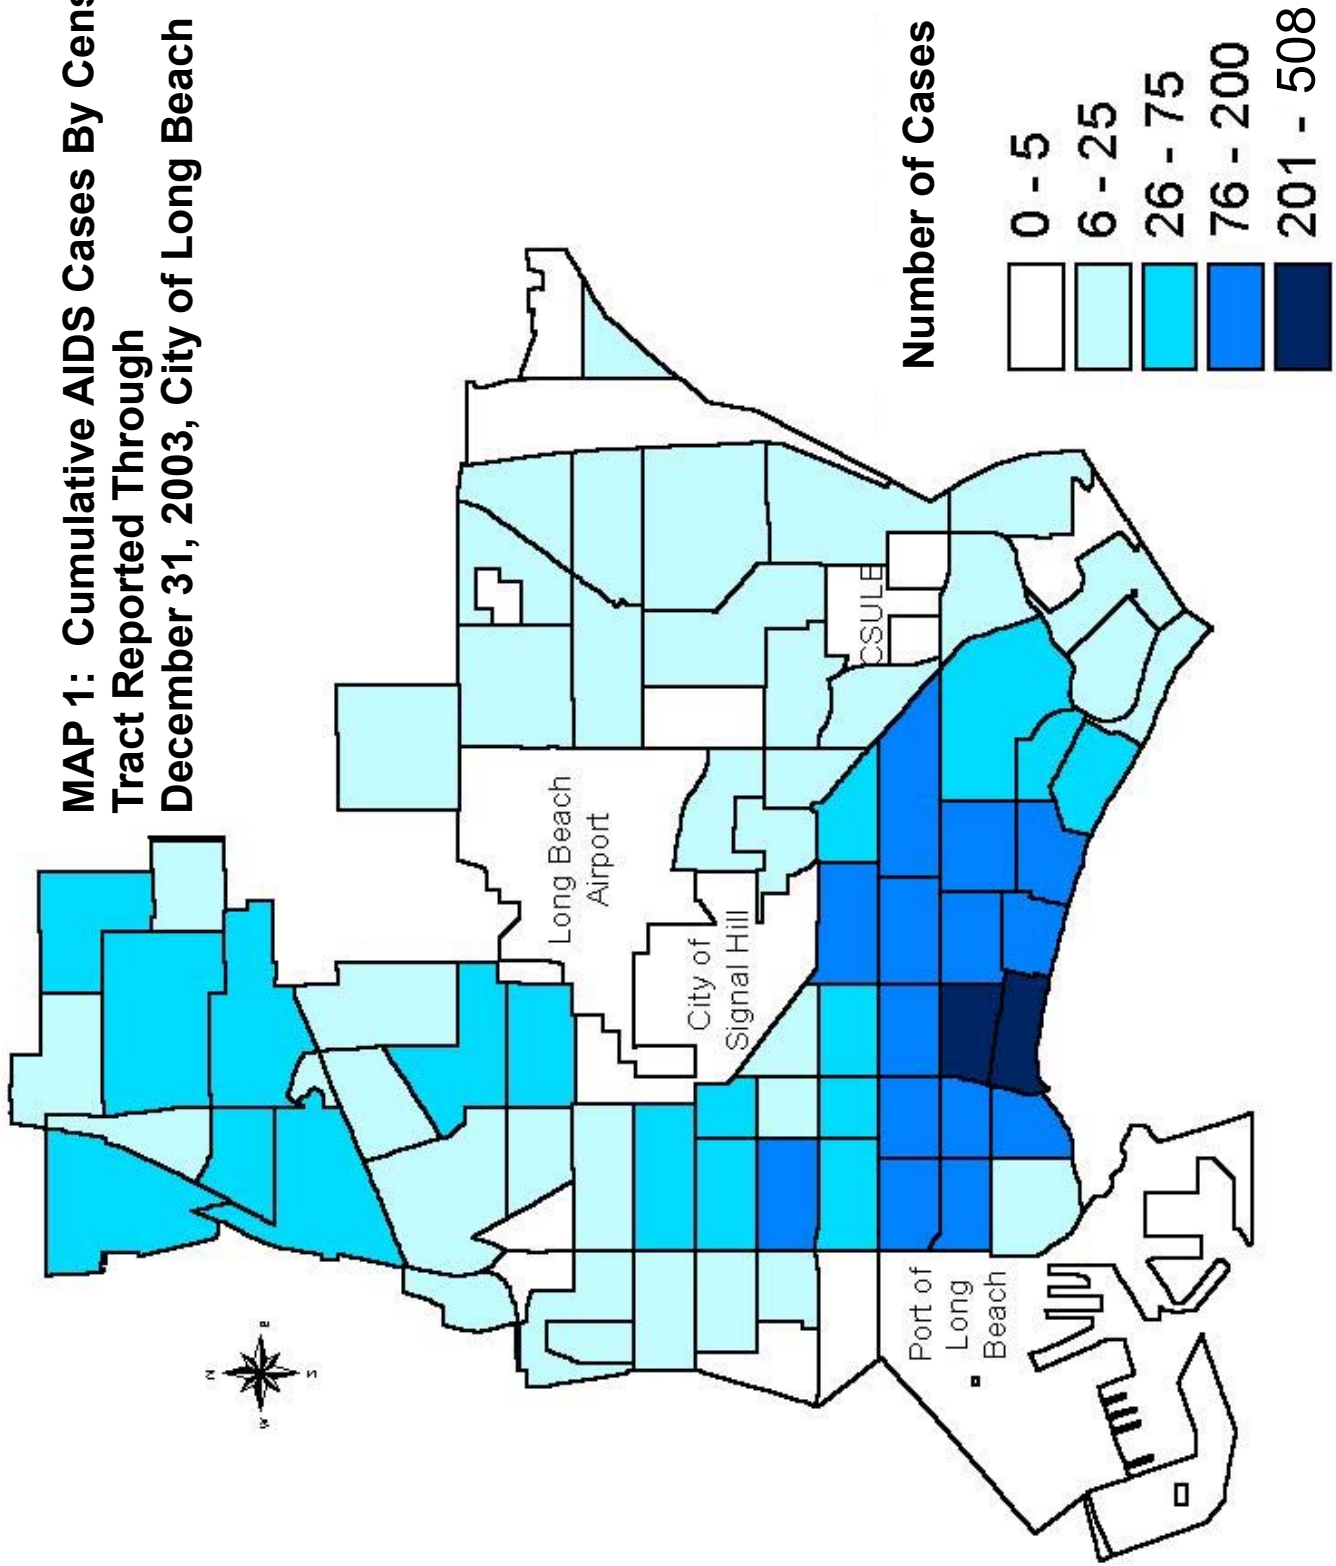 MAP 1: Cumulative AIDS Cases By Cens
Tract Reported Through
December 31, 2003, City of Long Beach
N
E
S
W
Long Beach
Airport
City of
Signal Hill
CSULB
Port of
Long
Beach
Number of Cases
0 - 5
6 - 25
26 - 75
76 - 200
201 - 508